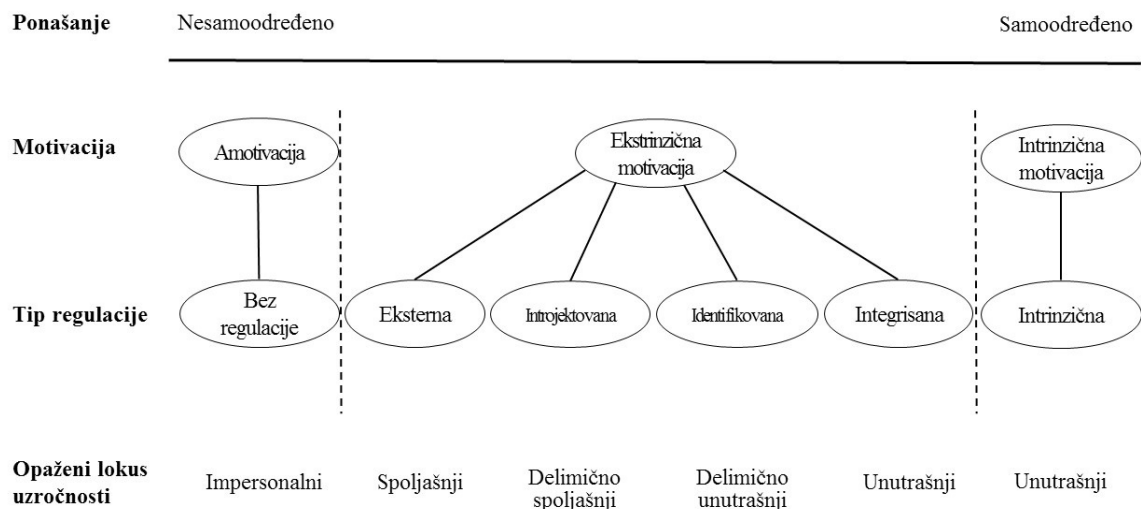 Ponašanje Nesamoodređeno Samoodređeno
Motivacija Amotivacija Ekstrinzična motivacija Intrinzična motivacija
Tip regulacije Bez regulacije Eksterna Introjektovana Identifikovana Integrisana Intrinzična
Opaženi lokus uzročnosti Impersonalni Spoljašnji Delimično spoljašnji Delimično unutrašnji Unutrašnji Unutrašnji